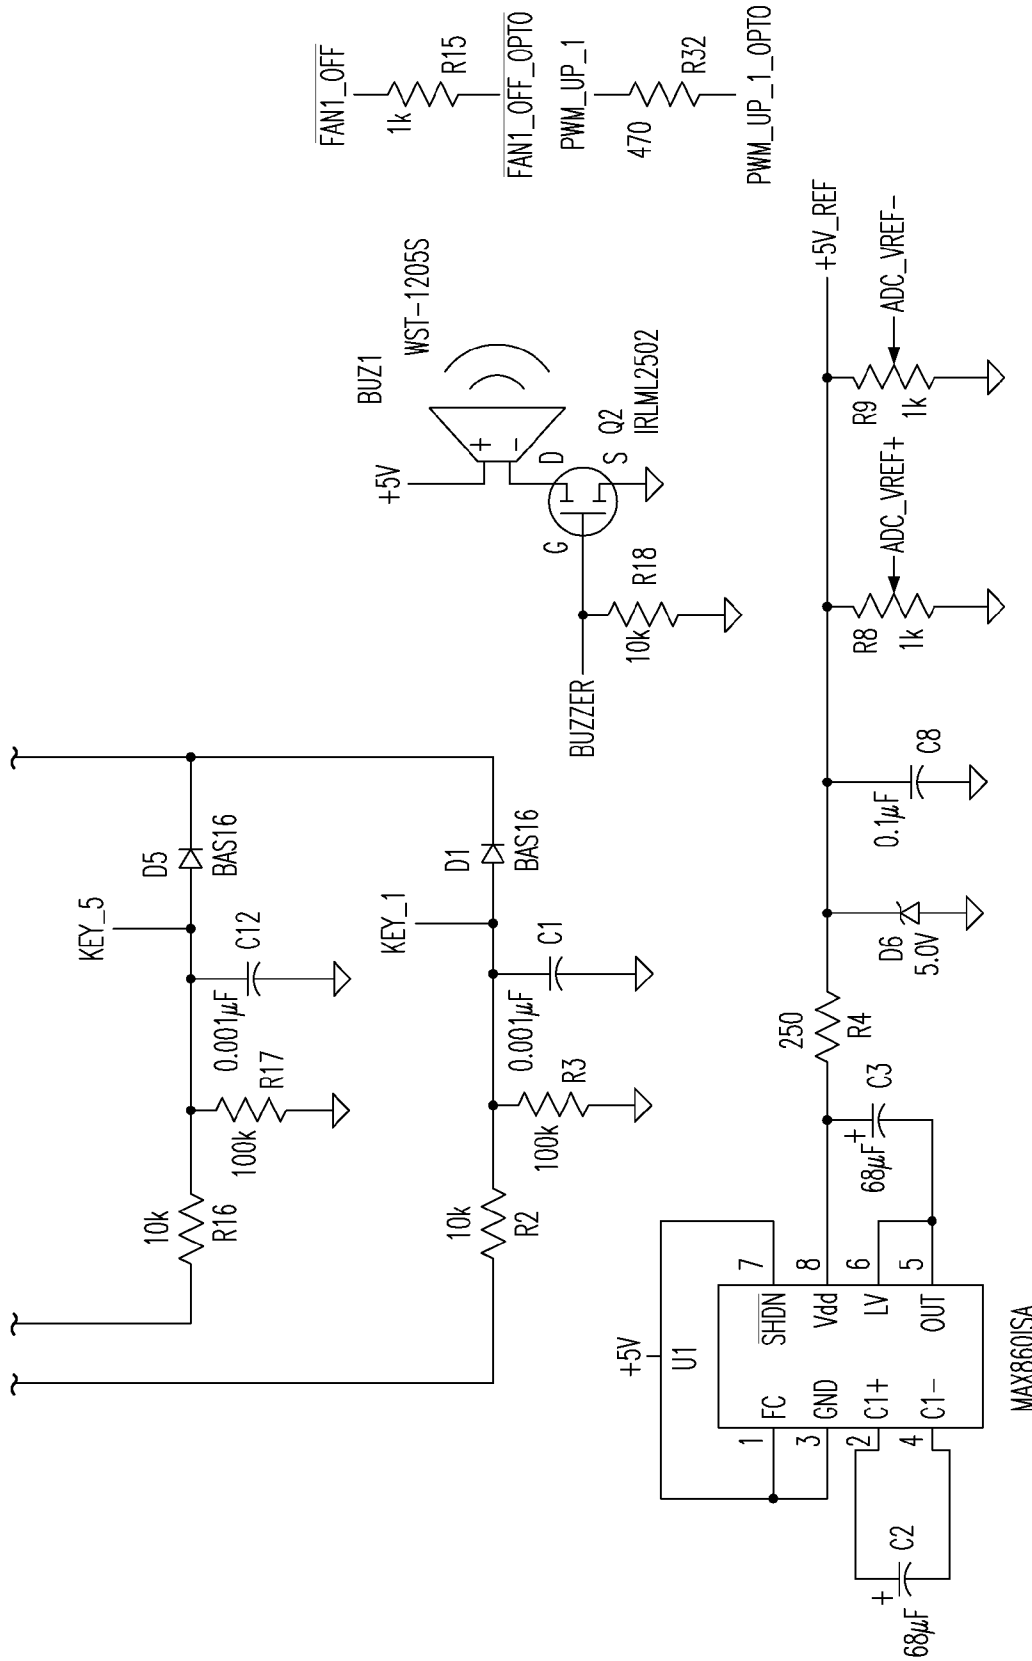 KEY_5
10k
R16
100k
R17
0.001µF
C12
D5
BAS16
KEY_1
10k
R2
100k
R3
0.001µF
C1
D1
BAS16
BUZZER
10k
R18
G
D
S
Q2
IRLML2502
+5V
BUZ1
WST-1205S
+
-
FAN1_OFF
1k
R15
FAN1_OFF_OPTO
PWM_UP_1
470
R32
PWM_UP_1_OPTO
+5V
U1
1
FC
SHDN
7
3
GND
Vdd
8
2
C1+
LV
6
4
C1-
OUT
5
MAX860ISA
+
68µF
C2
+
68µF
C3
250
R4
D6
5.0V
0.1µF
C8
R8
1k
ADC_VREF+
R9
1k
ADC_VREF-
+5V_REF